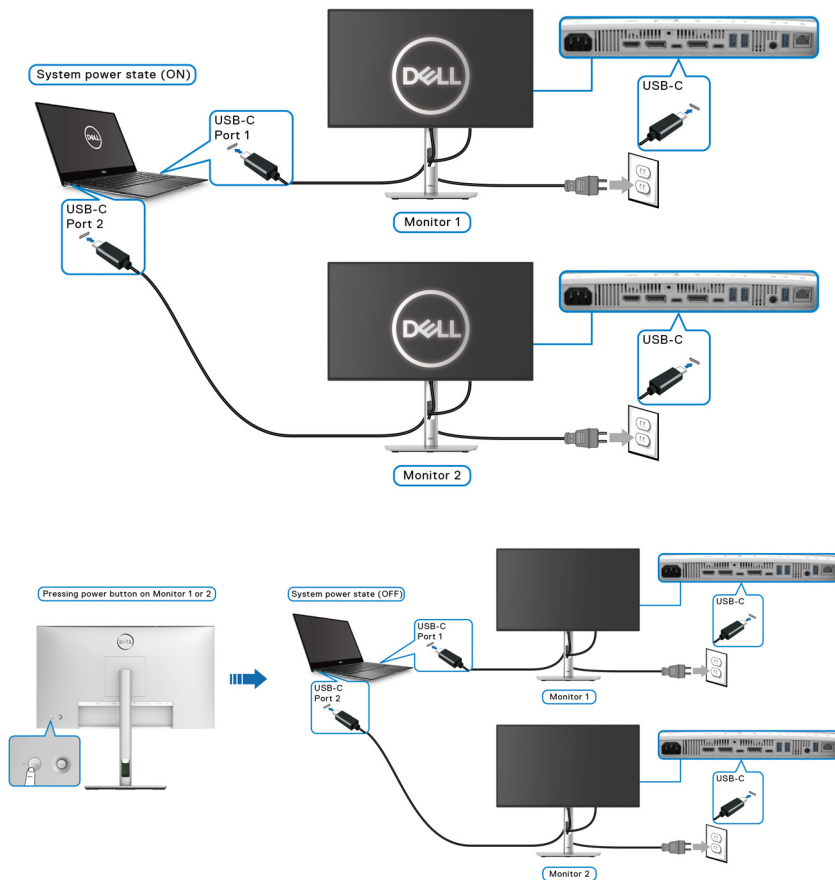 System power state (ON)
DELL
DELL
USB-C
Port 1
USB-C
USB-C
Port 2
Monitor 1
DELL
USB-C
Monitor 2
Pressing power button on Monitor 1 or 2
System power state (OFF)
DELL
USB-C
Port 1
USB-C
USB-C
Port 2
Monitor 1
USB-C
Monitor 2